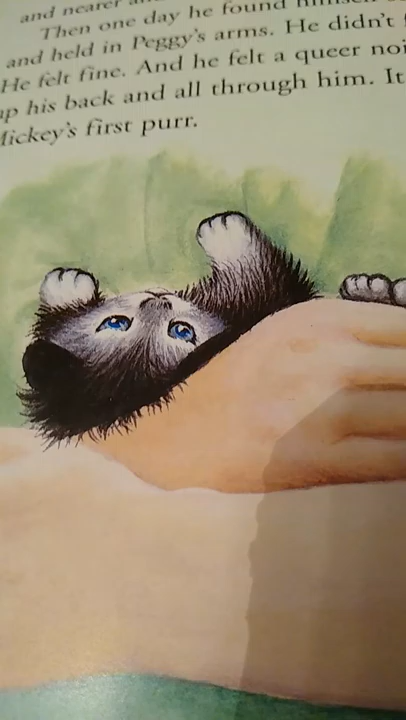 and nearer
Then one day he found himself
and held in Peggy's arms. He didn't
He felt fine. And he felt a queer noi
up his back and all through him. It
Mickey's first purr.